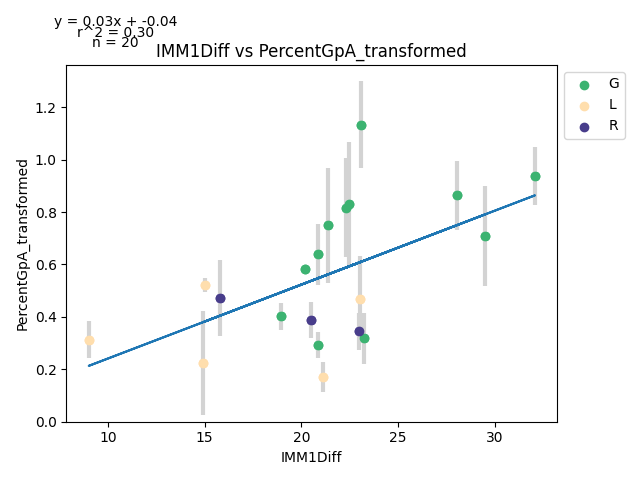 y = 0.03x + -0.04
r^2 = 0.30
n = 20
IMM1Diff vs PercentGpA_transformed
G
L
R
1.2
1.0
0.8
0.6
0.4
0.2
0.0
PercentGpA_transformed
10 15 20 25 30
IMM1Diff